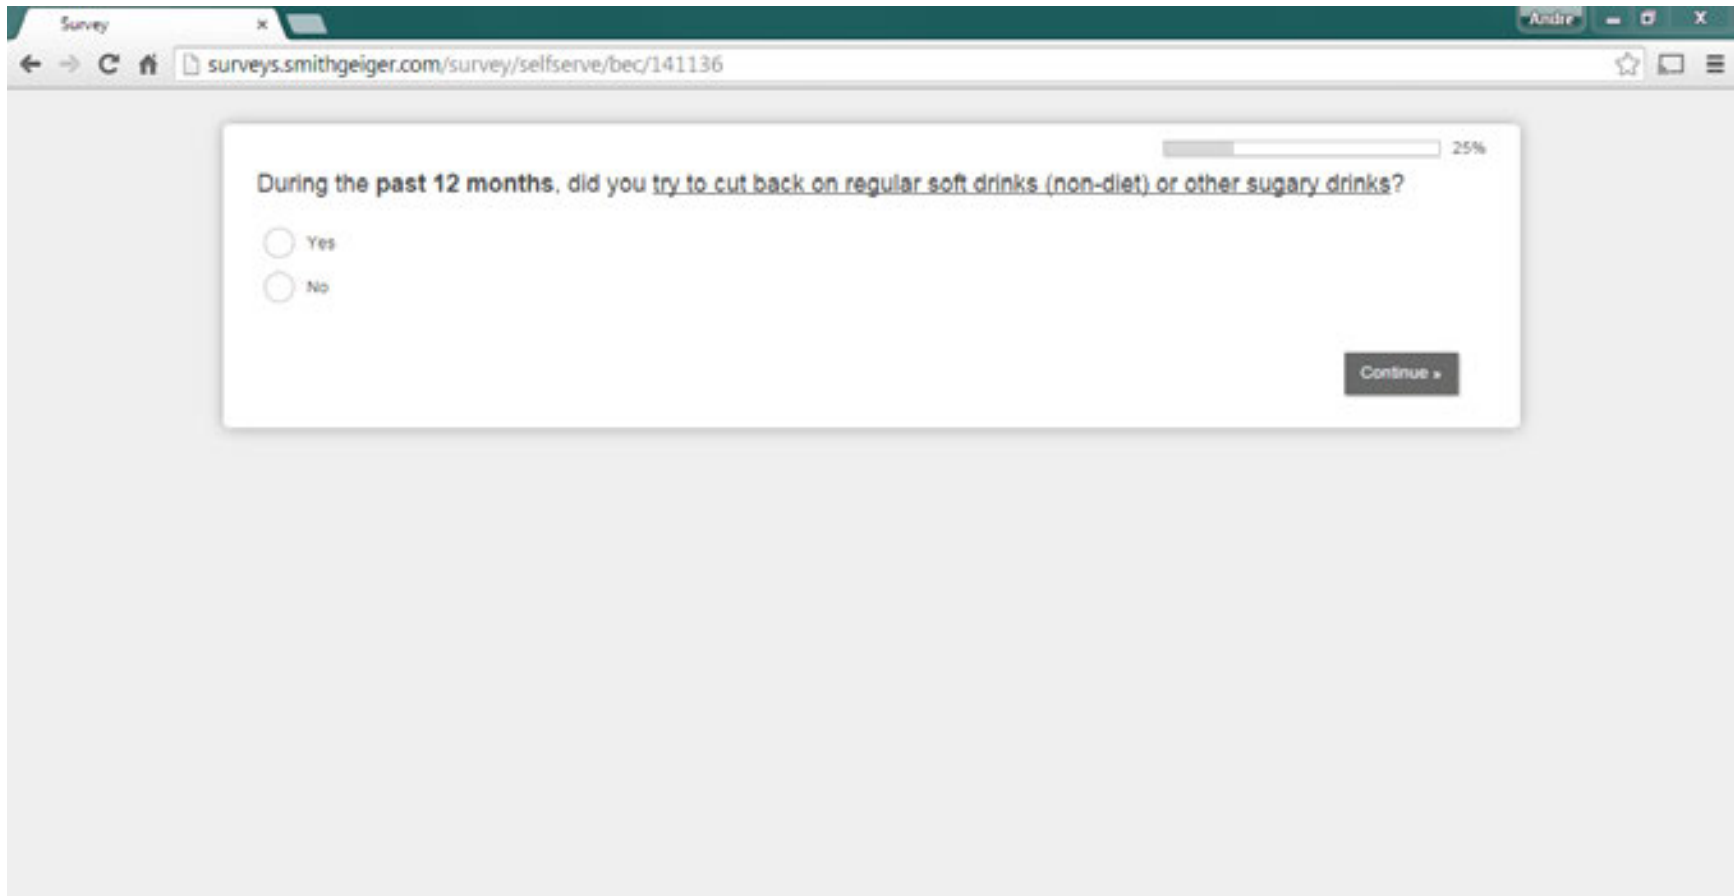 Survey
Andre
surveys.smithgeiger.com/survey/selfserve/bec/141136
25%
During the past 12 months, did you try to cut back on regular soft drinks (non-diet) or other sugary drinks?
Yes
No
Continue »